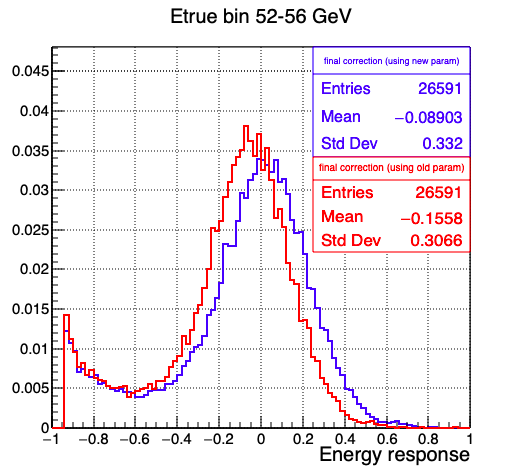 Etrue bin 52-56 GeV
final correction (using new param)
Entries 26591
Mean −0.08903
Std Dev 0.332
final correction (using old param)
Entries 26591
Mean −0.1558
Std Dev 0.3066
0.045
0.04
0.035
0.03
0.025
0.02
0.015
0.01
0.005
0
−1 −0.8 −0.6 −0.4 −0.2 0 0.2 0.4 0.6 0.8 1
Energy response